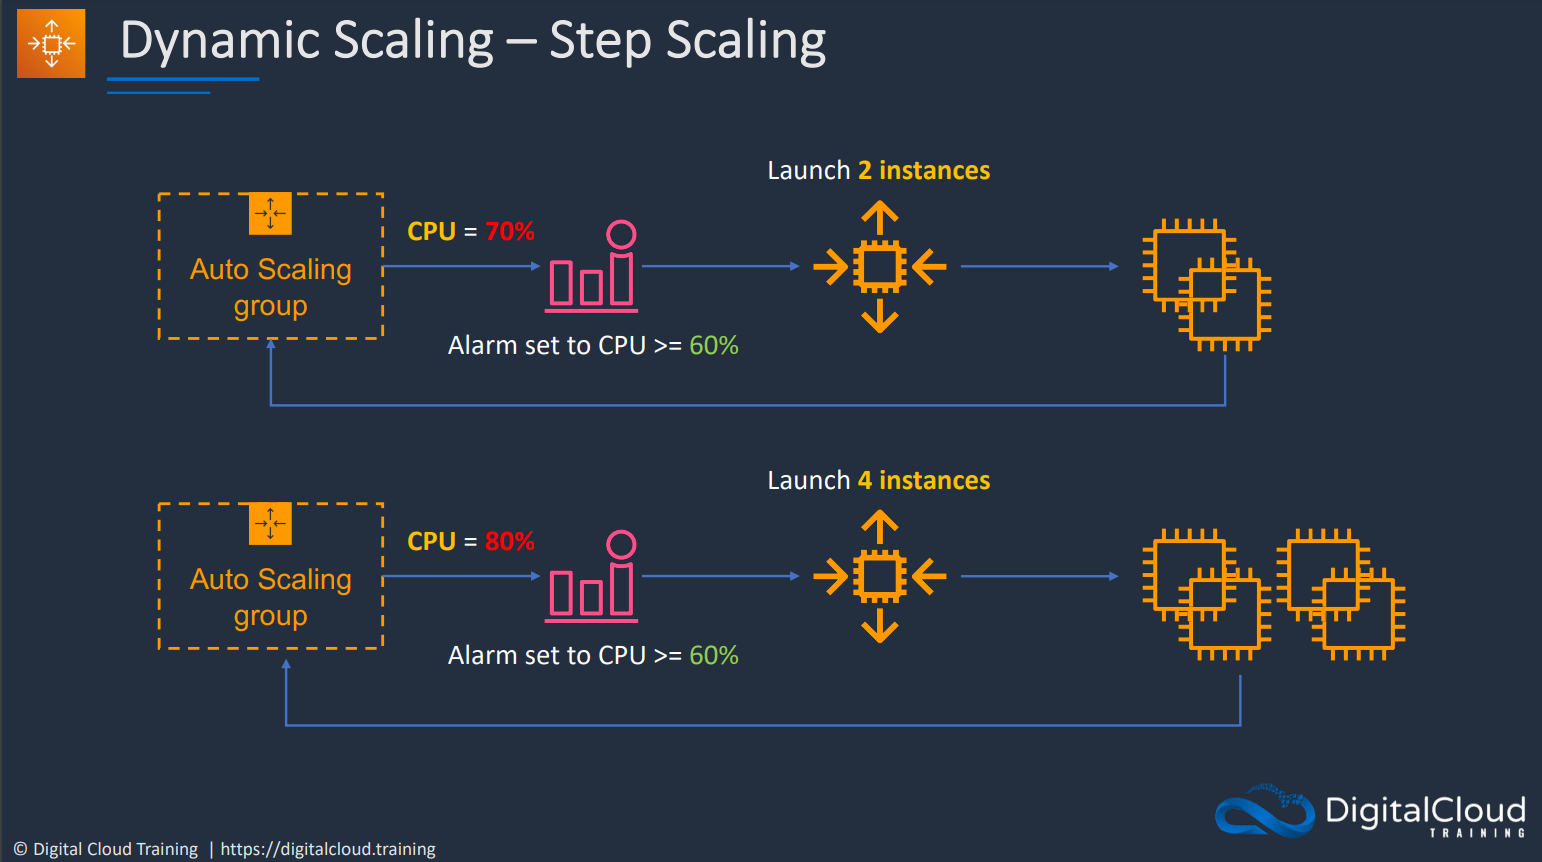 Dynamic Scaling – Step Scaling
Launch 2 instances
CPU = 70%
Auto Scaling
group
Alarm set to CPU >= 60%
Launch 4 instances
CPU = 80%
Auto Scaling
group
Alarm set to CPU >= 60%
DigitalCloud
TRAINING
© Digital Cloud Training | https://digitalcloud.training